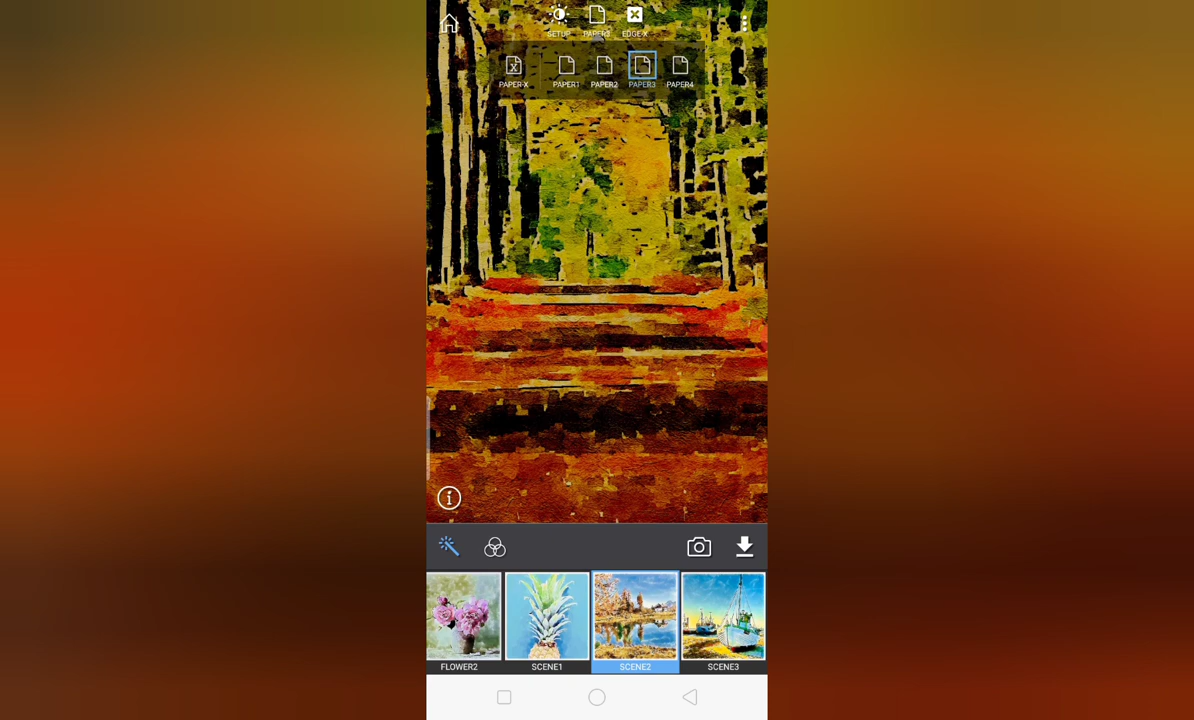 SETUP PAPER3 EDGE-X
PAPER-X PAPER1 PAPER2 PAPER3 PAPER4
FLOWER2 SCENE1 SCENE2 SCENE3